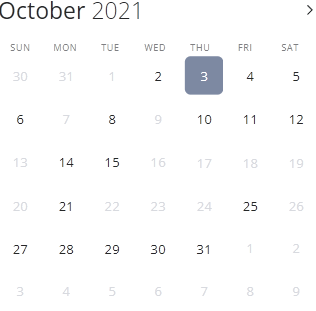 October 2021
SUN MON TUE WED THU FRI SAT
30 31 1 2 3 4 5
6 7 8 9 10 11 12
13 14 15 16 17 18 19
20 21 22 23 24 25 26
27 28 29 30 31 1 2
3 4 5 6 7 8 9